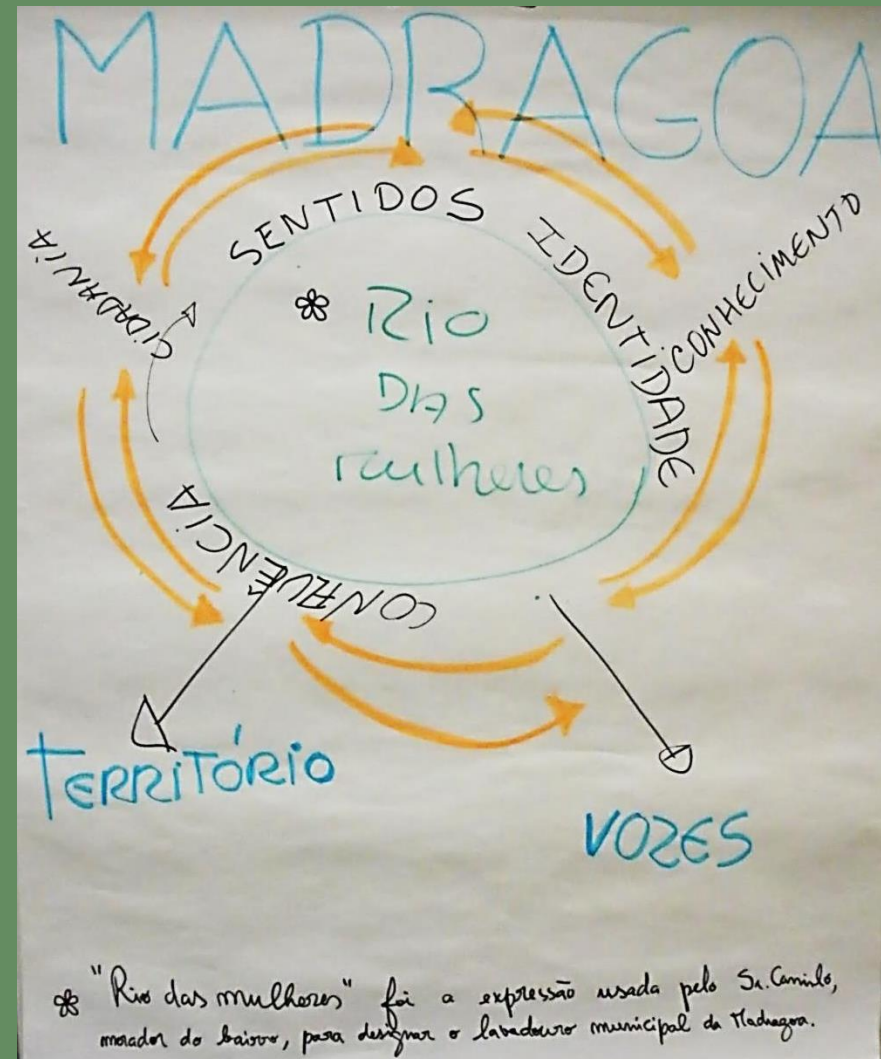 MADRAGOA
SENTIDOS
IDENTIDADE
CONHECIMENTO
CIDADANIA
* Rio
DAS
Mulheres
CONFLUÊNCIA
TERRITÓRIO
VOZES
* "Rio das mulheres" foi a expressão usada pelo Sr. Camilo,
morador do bairro, para designar o lavadouro municipal da Madragoa.